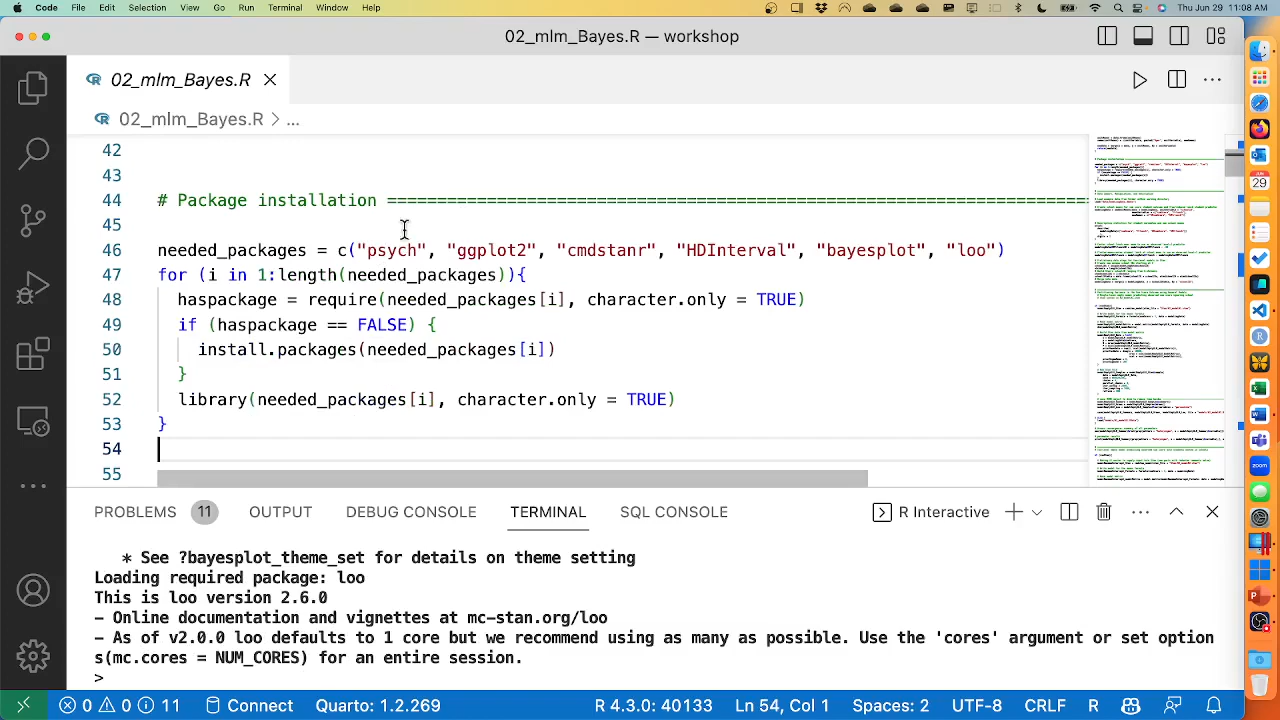 Code File Edit Selection View Go Run Terminal Window Help Thu Jun 29 11:08 AM
02_mlm_Bayes.R — workshop
02_mlm_Bayes.R
02_mlm_Bayes.R > ...
42
43
44 # Package installation ====================================================================
45
46 needed_packages = c("psych", "ggplot2", "cmdstanr", "HDInterval", "bayesplot", "loo")
47 for (i in 1:length(needed_packages)){
48 haspackage = require(needed_packages[i], character.only = TRUE)
49 if (haspackage == FALSE) {
50 install.packages(needed_packages[i])
51 }
52 library(needed_packages[i], character.only = TRUE)
53 }
54
55
PROBLEMS 11 OUTPUT DEBUG CONSOLE TERMINAL SQL CONSOLE R Interactive
* See ?bayesplot_theme_set for details on theme setting
Loading required package: loo
This is loo version 2.6.0
- Online documentation and vignettes at mc-stan.org/loo
- As of v2.0.0 loo defaults to 1 core but we recommend using as many as possible. Use the 'cores' argument or set option
s(mc.cores = NUM_CORES) for an entire session.
>
0 0 11 Connect Quarto: 1.2.269 R 4.3.0: 40133 Ln 54, Col 1 Spaces: 2 UTF-8 CRLF R
29
zoom